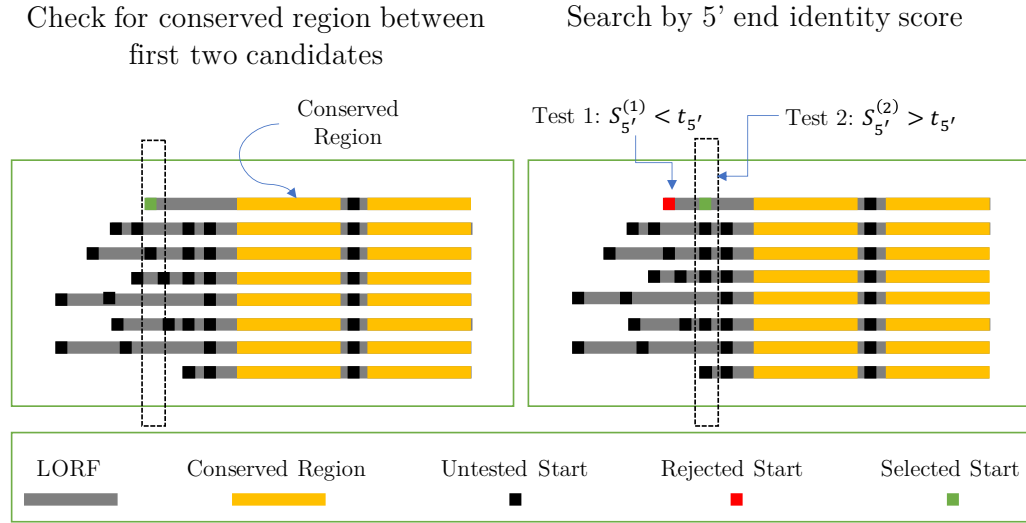 Check for conserved region between
first two candidates
Search by 5' end identity score
Conserved
Region
Test 1: $S_{5'}^{(1)} < t_{5'}$
Test 2: $S_{5'}^{(2)} > t_{5'}$
LORF
Conserved Region
Untested Start
Rejected Start
Selected Start